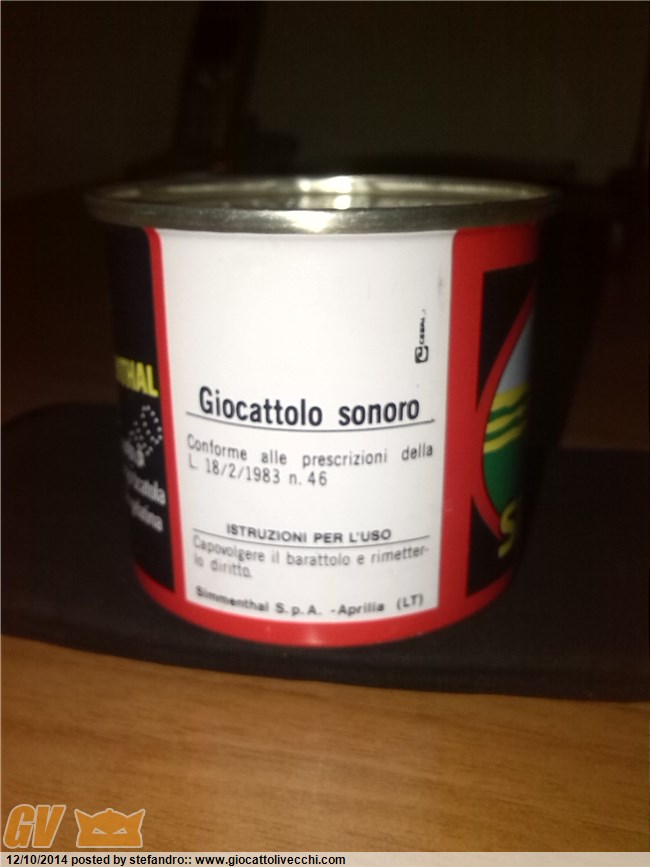 Giocattolo sonoro
Conforme alle prescrizioni della
L. 18/2/1983 n. 46
ISTRUZIONI PER L'USO
Capovolgere il barattolo e rimetter-
lo diritto.
Simmenthal S.p.A. -Aprilia (LT)
GV
12/10/2014 posted by stefandro:: www.giocattolivecchi.com